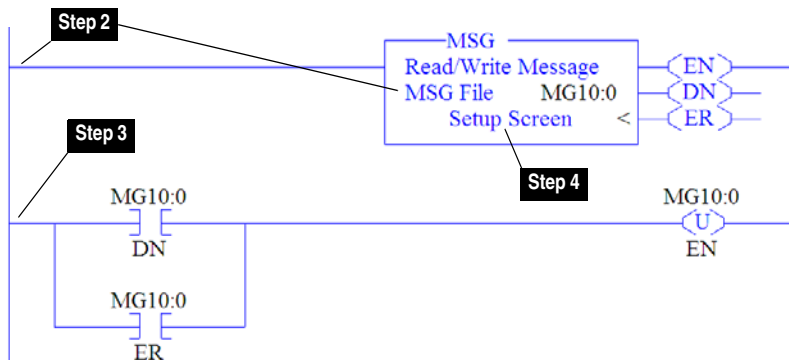 Step 2
MSG
Read/Write Message
EN
MSG File MG10:0
DN
Setup Screen <
ER
Step 3
Step 4
MG10:0
DN
MG10:0
U
EN
MG10:0
ER